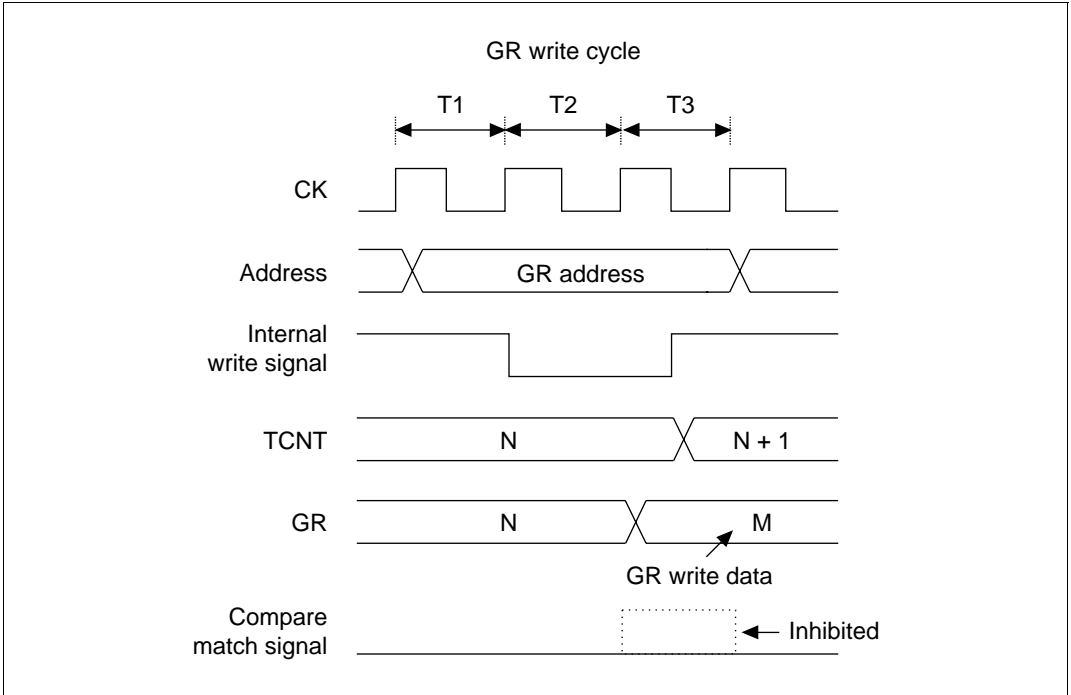 GR write cycle
T1 T2 T3
CK
Address GR address
Internal
write signal
TCNT N N + 1
GR N M
GR write data
Compare
match signal Inhibited